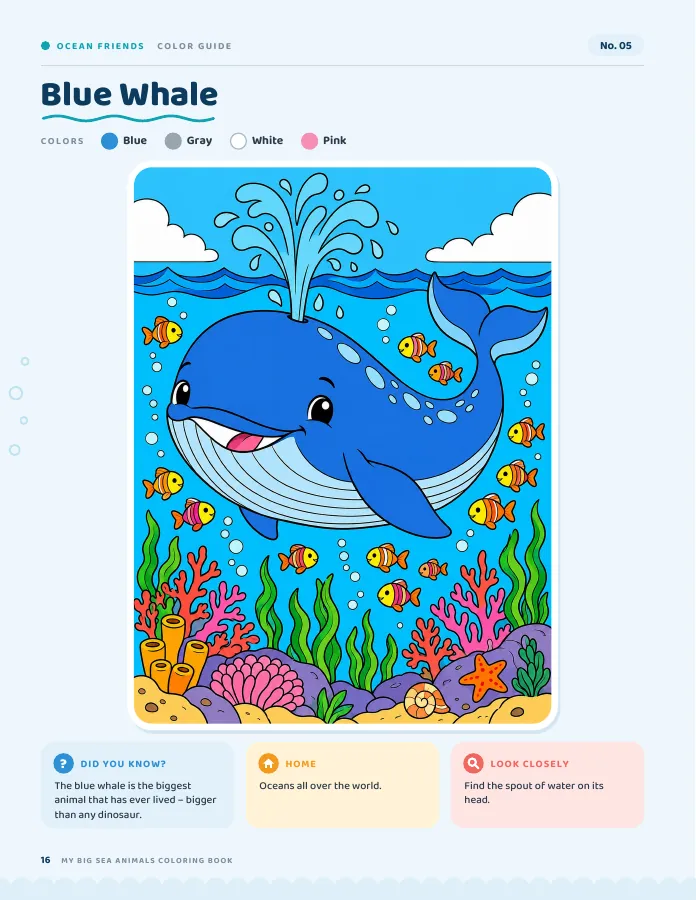 OCEAN FRIENDS COLOR GUIDE
No. 05
Blue Whale
COLORS Blue Gray White Pink
? DID YOU KNOW?
The blue whale is the biggest
animal that has ever lived – bigger
than any dinosaur.
HOME
Oceans all over the world.
LOOK CLOSELY
Find the spout of water on its
head.
16 MY BIG SEA ANIMALS COLORING BOOK